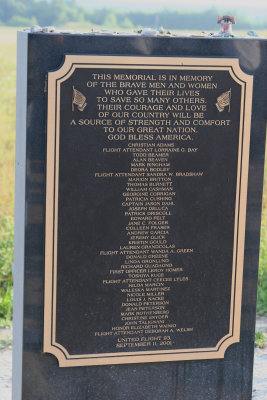 THIS MEMORIAL IS IN MEMORY
OF THE BRAVE MEN AND WOMEN
WHO GAVE THEIR LIVES
TO SAVE SO MANY OTHERS.
THEIR COURAGE AND LOVE
OF OUR COUNTRY WILL BE
A SOURCE OF STRENGTH AND COMFORT
TO OUR GREAT NATION.
GOD BLESS AMERICA.
CHRISTIAN ADAMS
FLIGHT ATTENDANT LORRAINE G. BAY
TODD BEAMER
ALAN BEAVEN
MARK BINGHAM
DEORA BODLEY
FLIGHT ATTENDANT SANDRA W. BRADSHAW
MARION BRITTON
THOMAS BURNETT
WILLIAM CASHMAN
GEORGINE CORRIGAN
PATRICIA CUSHING
CAPTAIN JASON DAHL
JOSEPH DELUCA
PATRICK DRISCOLL
EDWARD FELT
JANE C. FOLGER
COLLEEN FRASER
ANDREW GARCIA
JEREMY GLICK
KRISTIN GOULD
LAUREN GRANDCOLAS
FLIGHT ATTENDANT WANDA A. GREEN
DONALD GREENE
LINDA GRONLUND
RICHARD GUADAGNO
FIRST OFFICER LEROY HOMER
TOSHIYA KUGE
FLIGHT ATTENDANT CEECEE LYLES
HILDA MARCIN
WALESKA MARTINEZ
NICOLE MILLER
LOUIS J. NACKE
DONALD PETERSON
JEAN PETERSON
MARK ROTHENBERG
CHRISTINE SNYDER
JOHN TALIGNANI
HONOR ELIZABETH WAINIO
FLIGHT ATTENDANT DEBORAH A. WELSH
UNITED FLIGHT 93
SEPTEMBER 11, 2001